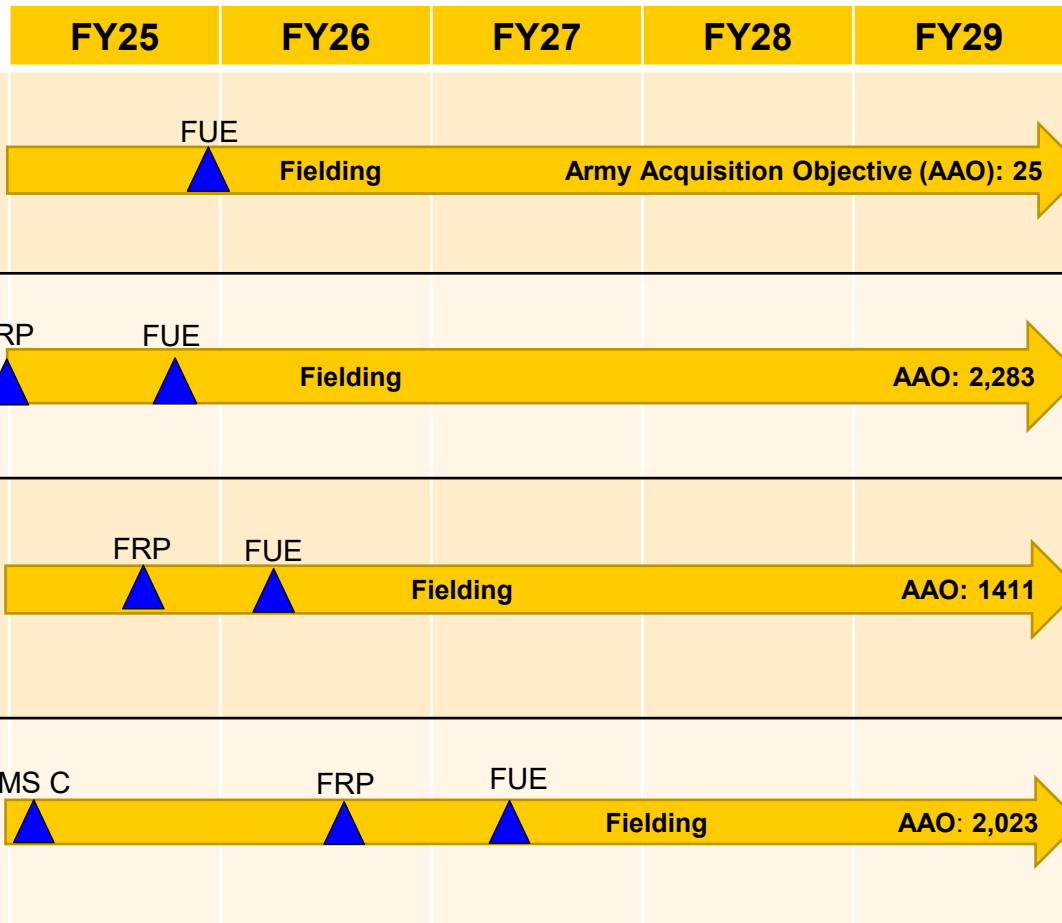 FY25 FY26 FY27 FY28 FY29
FUE
Fielding Army Acquisition Objective (AAO): 25
RP FUE
Fielding AAO: 2,283
FRP FUE
Fielding AAO: 1411
MS C FRP FUE
Fielding AAO: 2,023